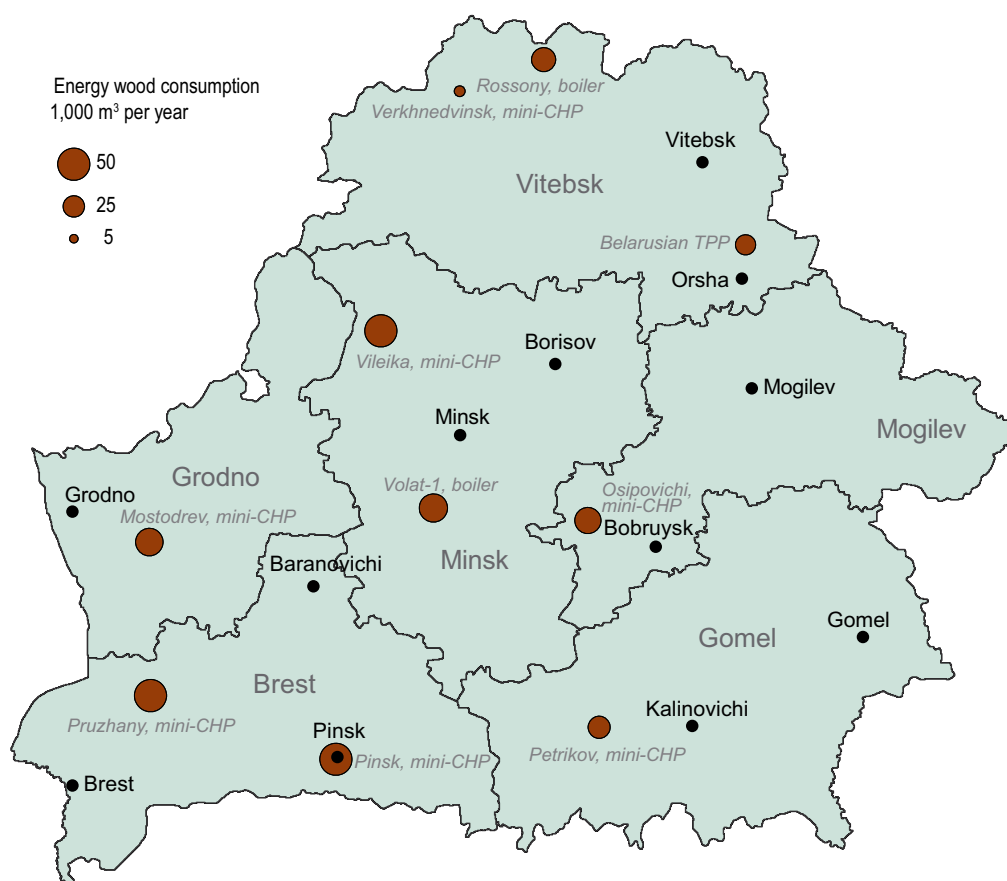 Energy wood consumption
1,000 m³ per year
50
25
5
Rossony, boiler
Verkhnedvinsk, mini-CHP
Vitebsk
Vitebsk
Belarusian TPP
Orsha
Vileika, mini-CHP
Borisov
Mogilev
Minsk
Mogilev
Grodno
Volat-1, boiler
Osipovichi,
mini-CHP
Grodno
Mostodrev, mini-CHP
Bobruysk
Baranovichi
Minsk
Gomel
Gomel
Brest
Pruzhany, mini-CHP
Kalinovichi
Pinsk
Petrikov, mini-CHP
Pinsk, mini-CHP
Brest